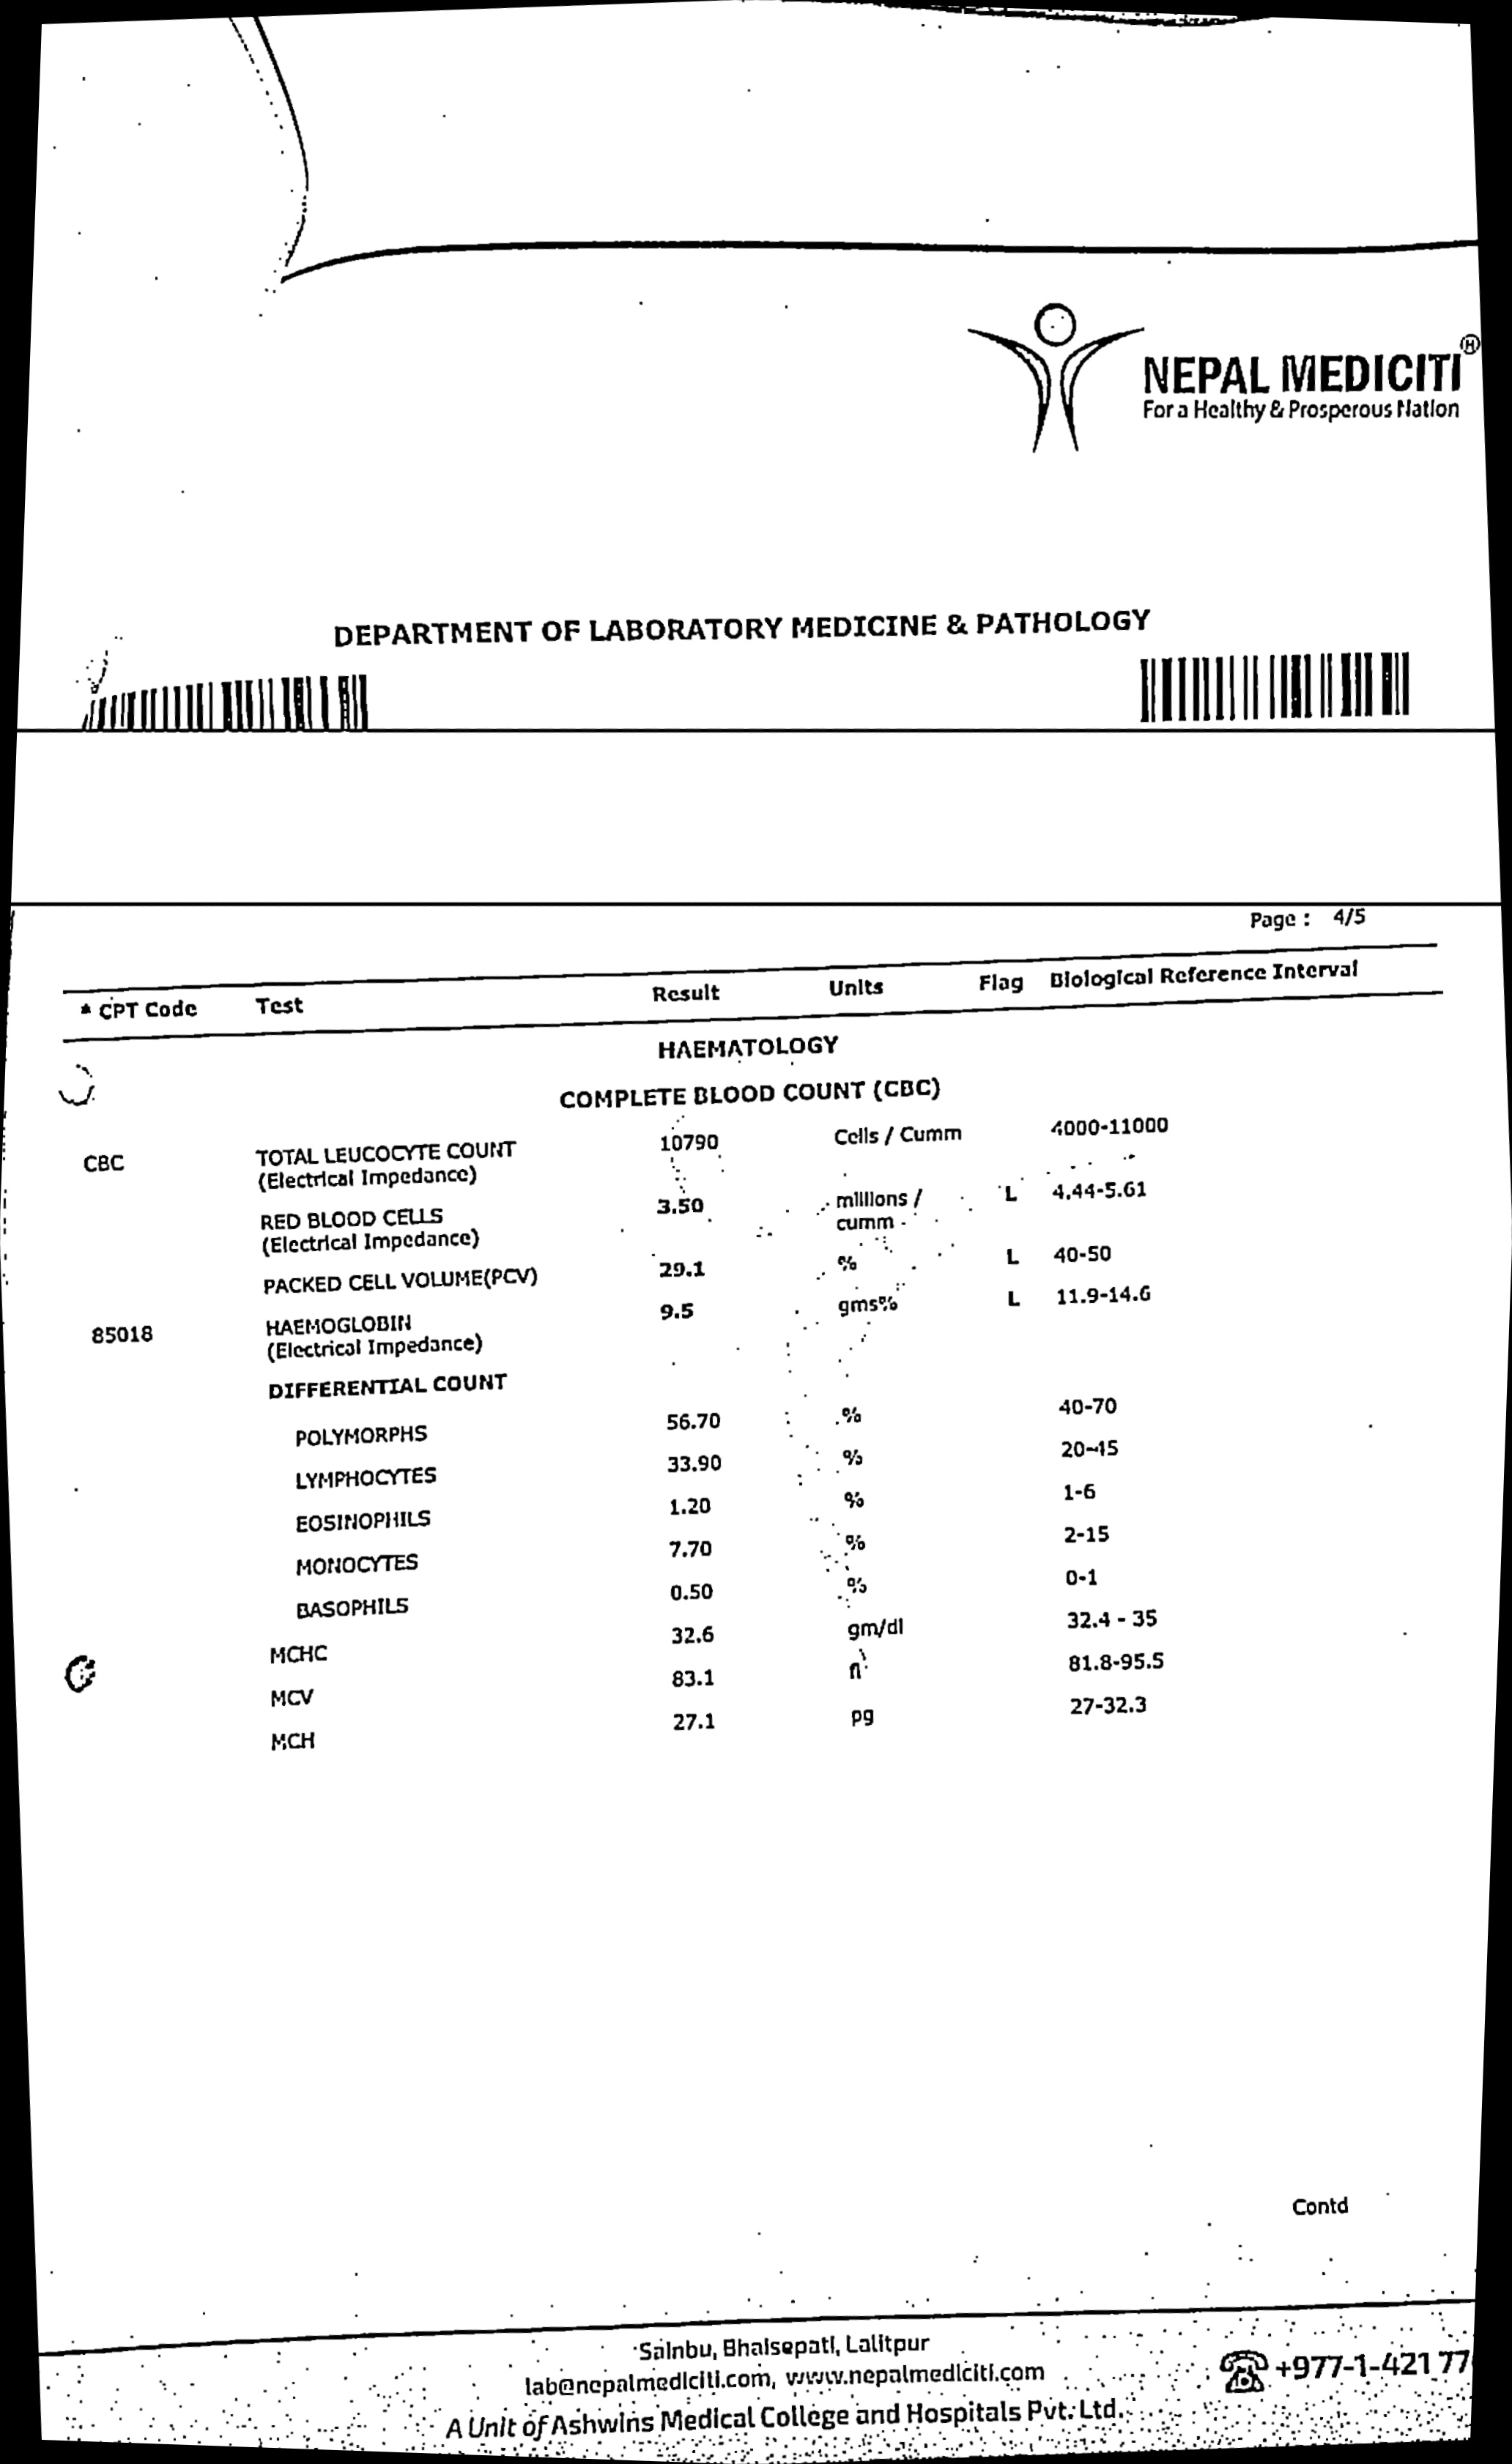 NEPAL MEDICITI
For a Healthy & Prosperous Nation
DEPARTMENT OF LABORATORY MEDICINE & PATHOLOGY
Page : 4/5
* CPT Code Test Result Units Flag Biological Reference Interval
HAEMATOLOGY
COMPLETE BLOOD COUNT (CBC)
CBC TOTAL LEUCOCYTE COUNT 10790 Cells / Cumm 4000-11000
(Electrical Impedance)
RED BLOOD CELLS 3.50 millions / L 4.44-5.61
(Electrical Impedance) cumm
PACKED CELL VOLUME(PCV) 29.1 % L 40-50
85018 HAEMOGLOBIN 9.5 gms% L 11.9-14.6
(Electrical Impedance)
DIFFERENTIAL COUNT
POLYMORPHS 56.70 % 40-70
LYMPHOCYTES 33.90 % 20-45
EOSINOPHILS 1.20 % 1-6
MONOCYTES 7.70 % 2-15
BASOPHILS 0.50 % 0-1
MCHC 32.6 gm/dl 32.4 - 35
MCV 83.1 fl 81.8-95.5
MCH 27.1 pg 27-32.3
Contd
Sainbu, Bhaisepati, Lalitpur
lab@nepalmediciti.com, www.nepalmediciti.com
+977-1-421 77
A Unit of Ashwins Medical College and Hospitals Pvt. Ltd.